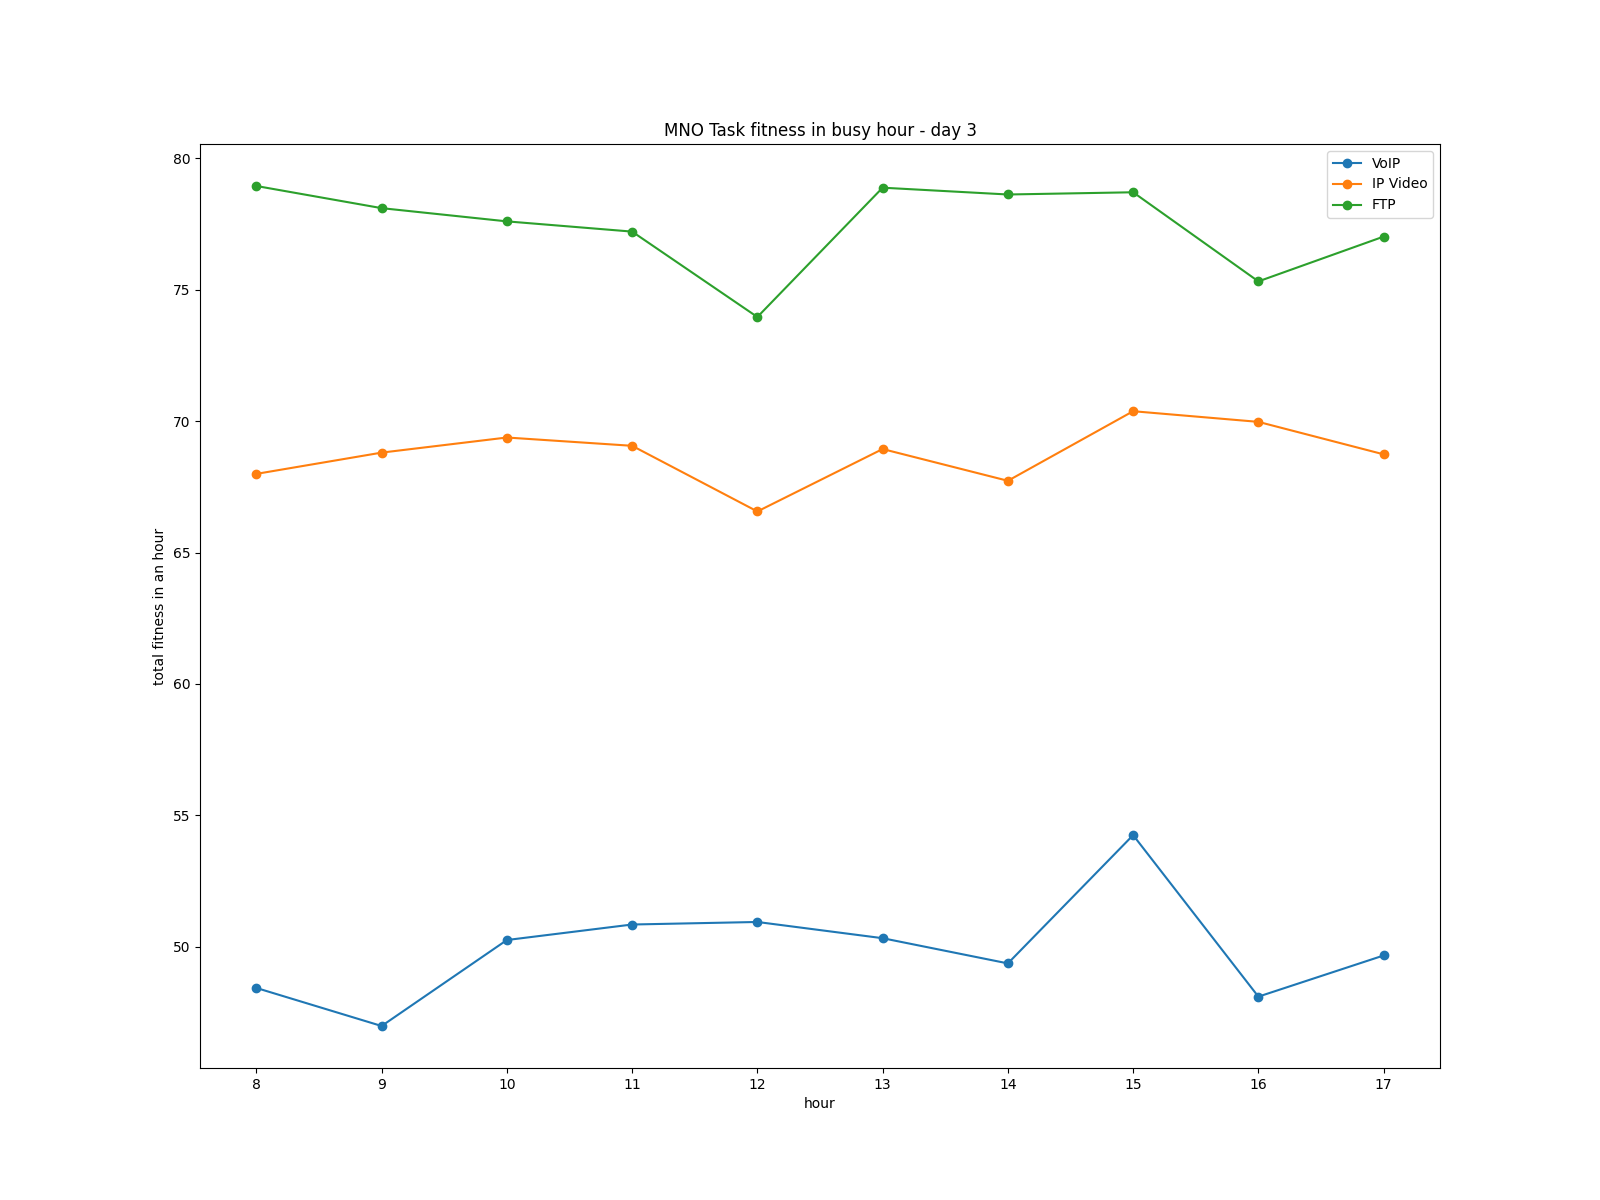 MNO Task fitness in busy hour - day 3
VoIP
IP Video
FTP
80
75
70
65
60
55
50
total fitness in an hour
8 9 10 11 12 13 14 15 16 17
hour